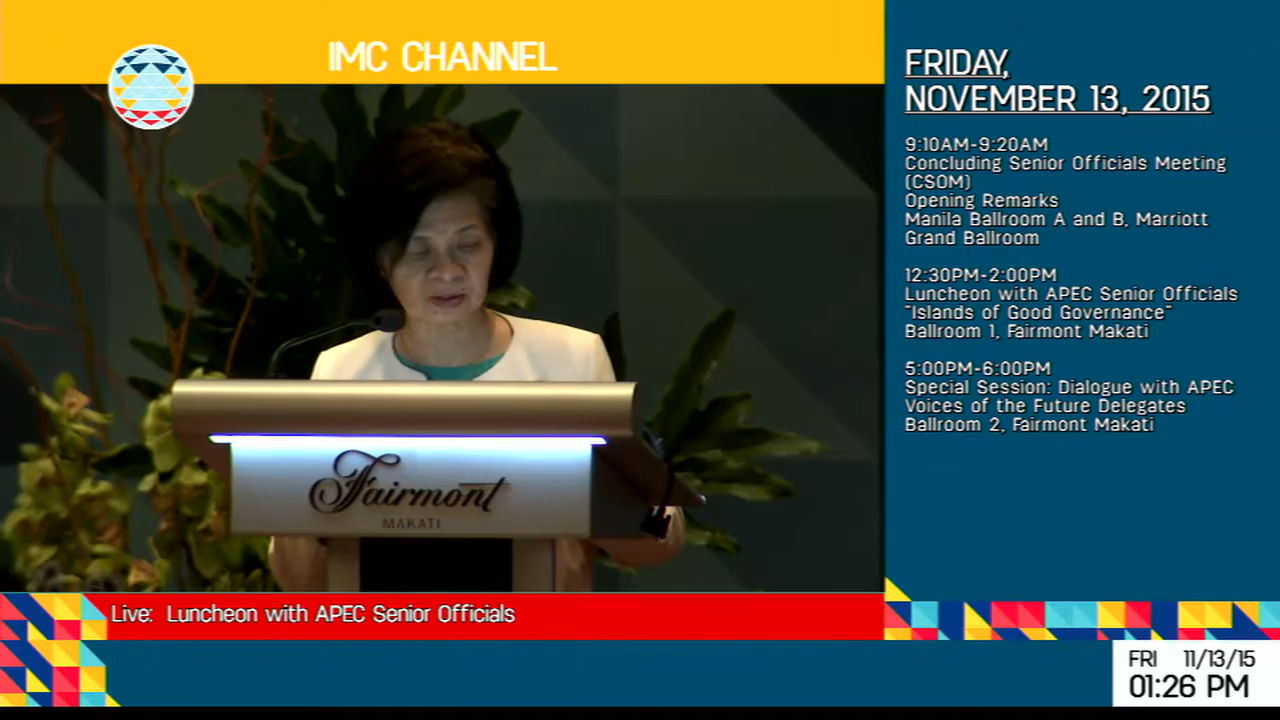 IMC CHANNEL
FRIDAY,
NOVEMBER 13, 2015
9:10AM-9:20AM
Concluding Senior Officials Meeting
(CSOM)
Opening Remarks
Manila Ballroom A and B, Marriott
Grand Ballroom
12:30PM-2:00PM
Luncheon with APEC Senior Officials
"Islands of Good Governance"
Ballroom 1, Fairmont Makati
5:00PM-6:00PM
Special Session: Dialogue with APEC
Voices of the Future Delegates
Ballroom 2, Fairmont Makati
Fairmont
MAKATI
Live: Luncheon with APEC Senior Officials
FRI 11/13/15
01:26 PM